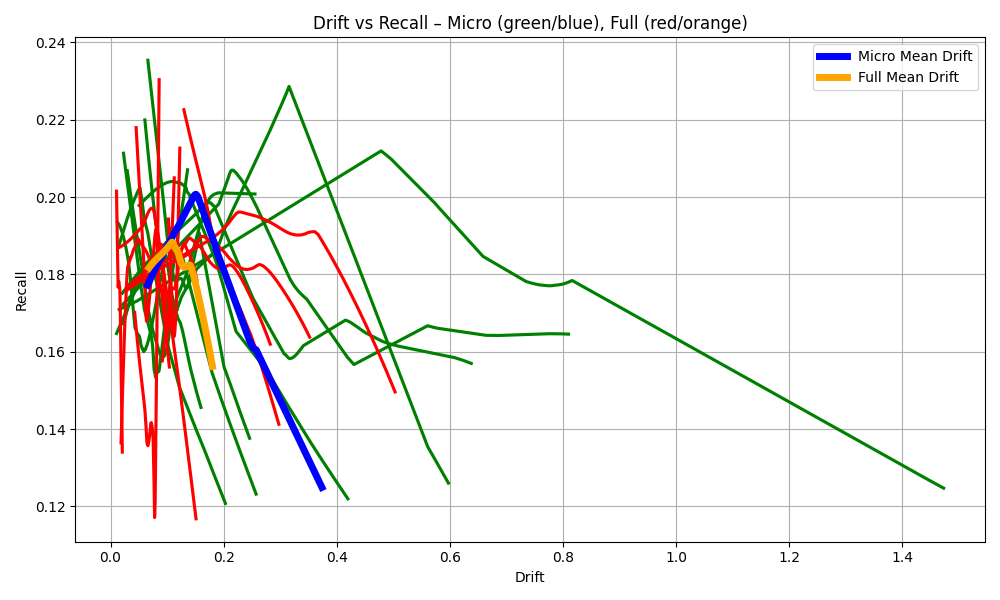 Drift vs Recall – Micro (green/blue), Full (red/orange)
Micro Mean Drift
Full Mean Drift
Recall
0.24
0.22
0.20
0.18
0.16
0.14
0.12
0.0 0.2 0.4 0.6 0.8 1.0 1.2 1.4
Drift